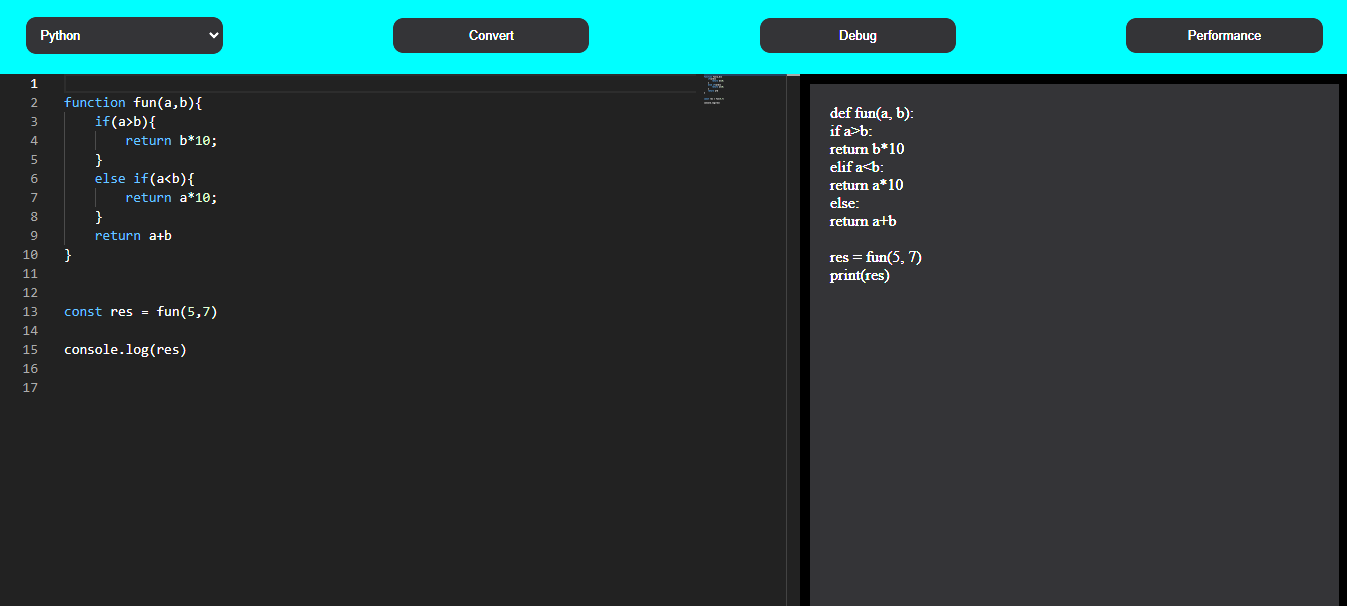 Python
Convert
Debug
Performance
1
2 function fun(a,b){
3 if(a>b){
4 return b*10;
5 }
6 else if(a<b){
7 return a*10;
8 }
9 return a+b
10 }
11
12
13 const res = fun(5,7)
14
15 console.log(res)
16
17
def fun(a, b):
if a>b:
return b*10
elif a<b:
return a*10
else:
return a+b
res = fun(5, 7)
print(res)